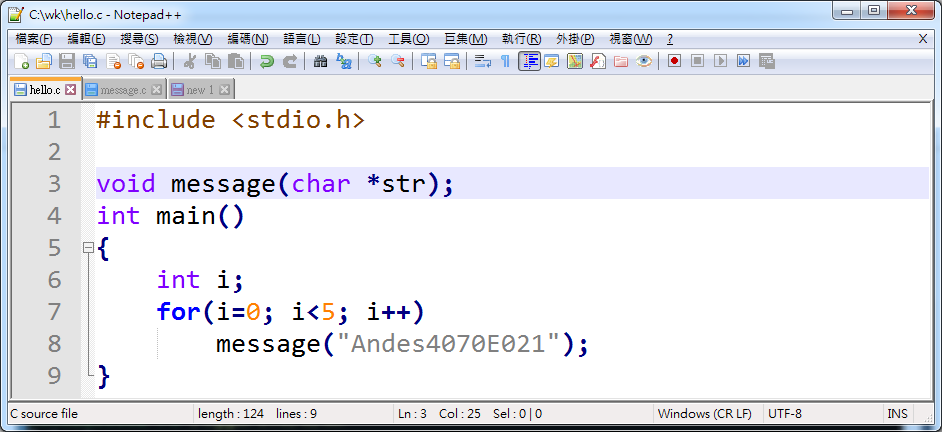 C:\wk\hello.c - Notepad++
檔案(F) 編輯(E) 搜尋(S) 檢視(V) 編碼(N) 語言(L) 設定(T) 工具(O) 巨集(M) 執行(R) 外掛(P) 視窗(W) ? X
hello.c message.c new 1
1 #include <stdio.h>
2
3 void message(char *str);
4 int main()
5 {
6 int i;
7 for(i=0; i<5; i++)
8 message("Andes4070E021");
9 }
C source file length : 124 lines : 9 Ln : 3 Col : 25 Sel : 0 | 0 Windows (CR LF) UTF-8 INS